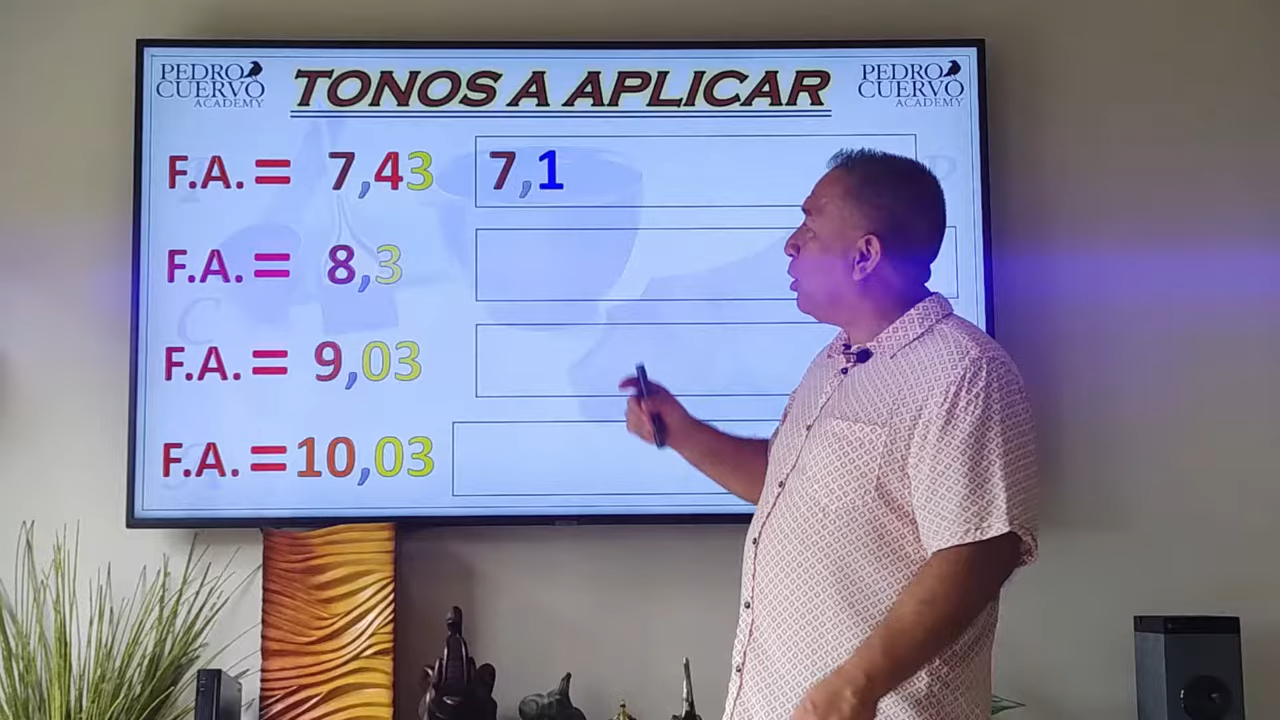 PEDRO CUERVO ACADEMY
TONOS A APLICAR
PEDRO CUERVO ACADEMY
F.A. = 7,43 7,1
F.A. = 8,3
F.A. = 9,03
F.A. = 10,03